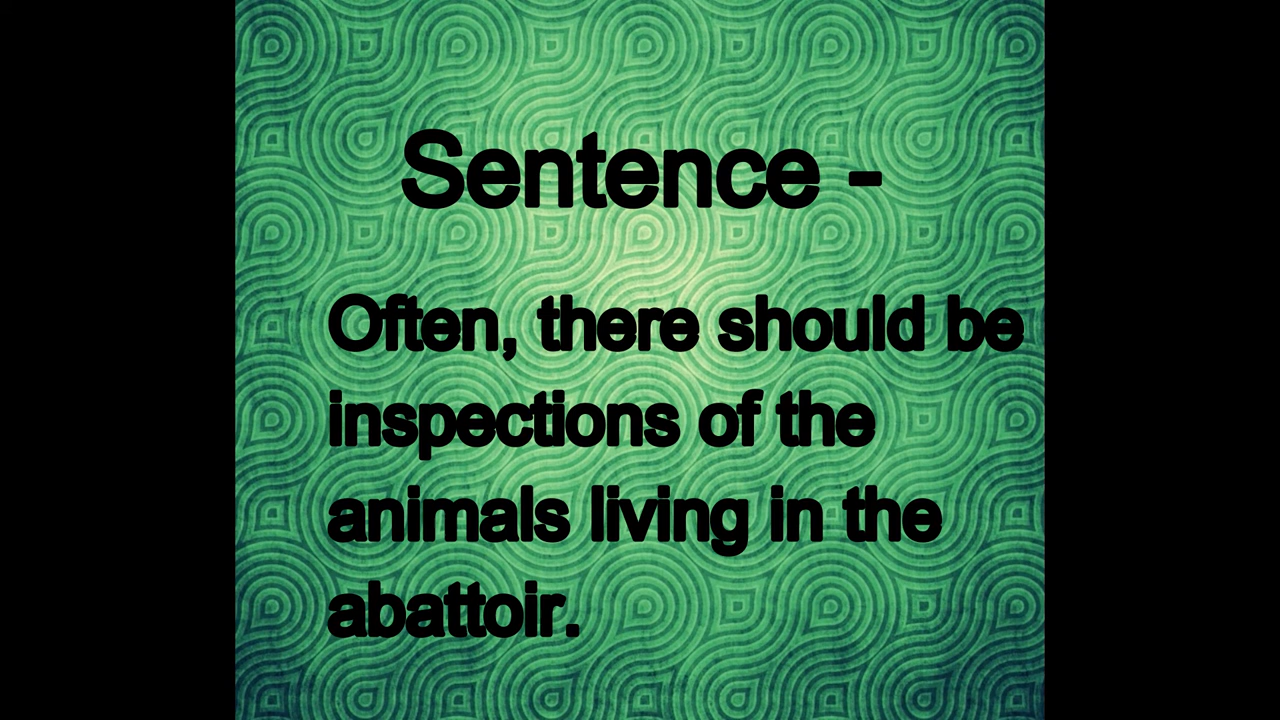 Sentence -
Often, there should be
inspections of the
animals living in the
abattoir.